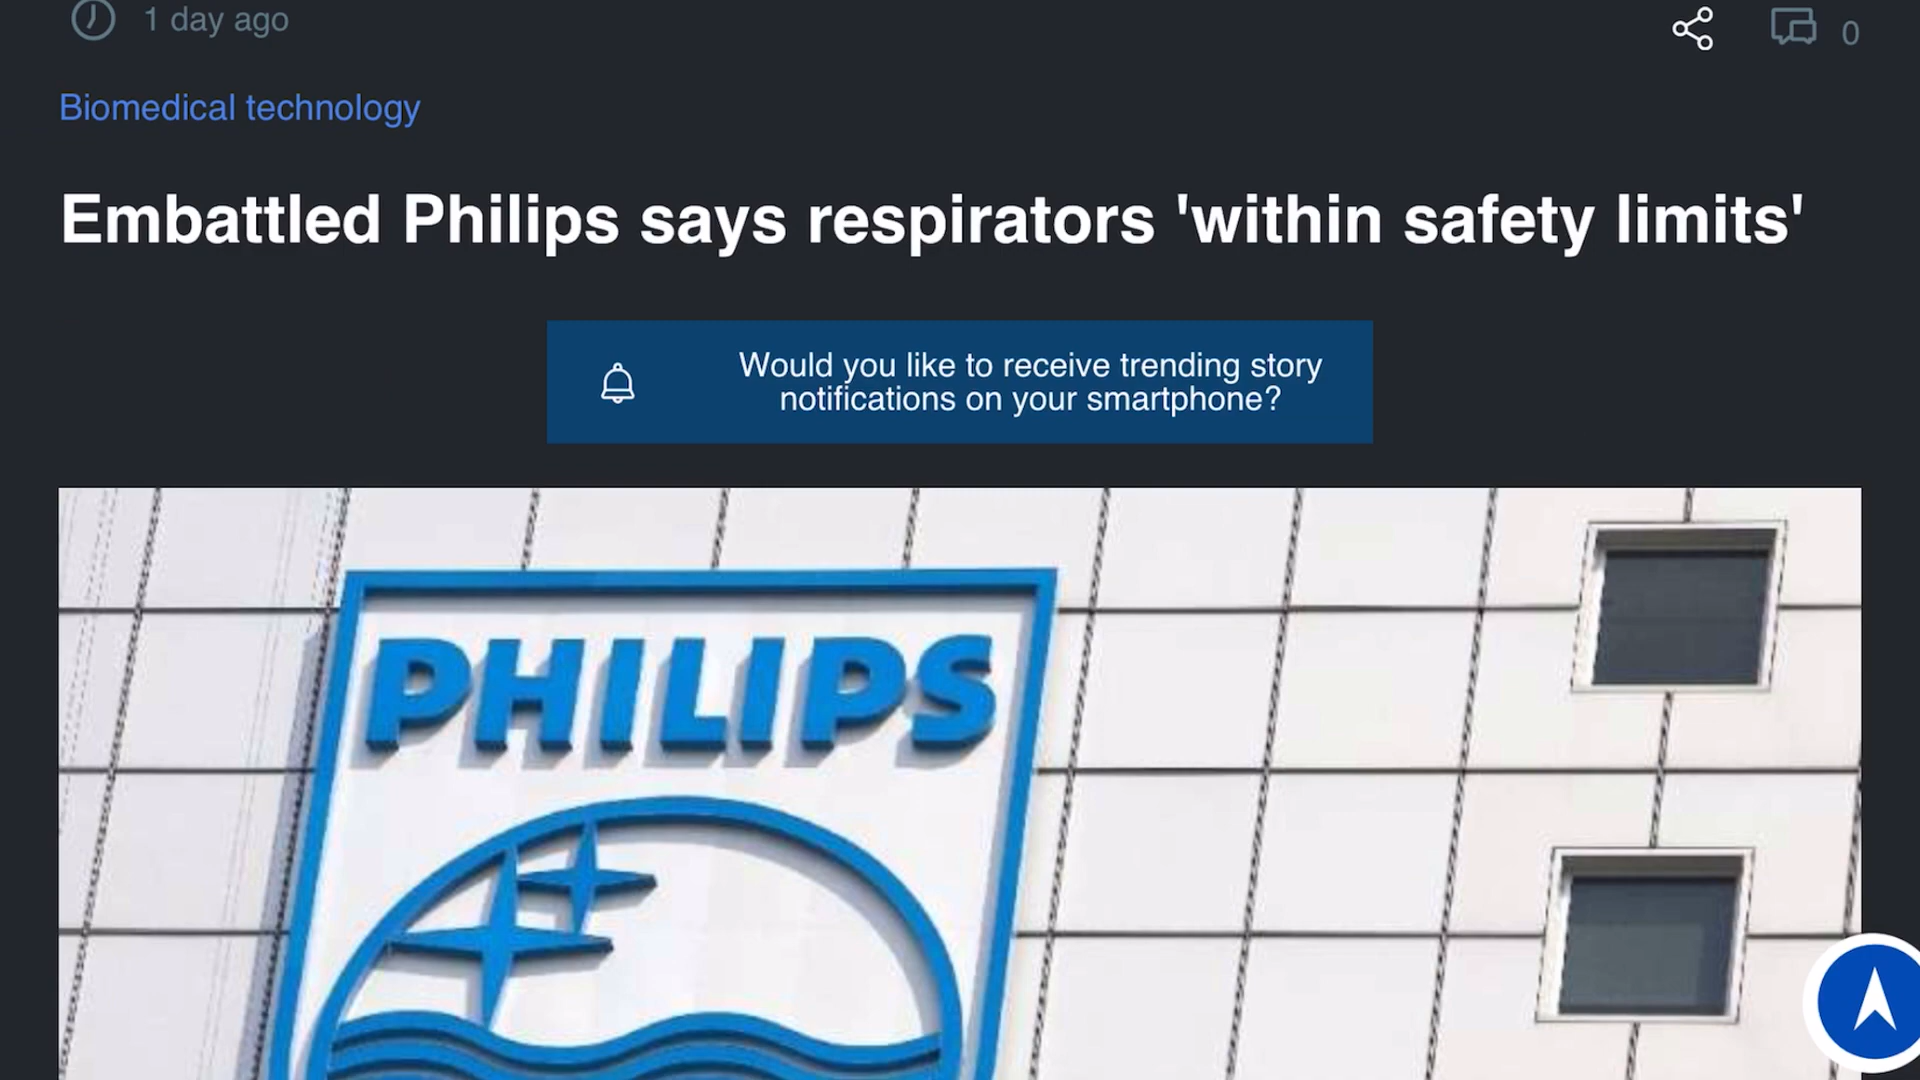 1 day ago
0
Biomedical technology
Embattled Philips says respirators 'within safety limits'
Would you like to receive trending story
notifications on your smartphone?
PHILIPS